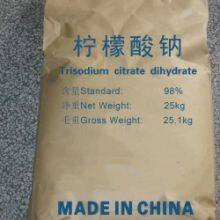 柠檬酸钠
Trisodium citrate dihydrate
含量Standard: 98%
净重Net Weight: 25kg
毛重Gross Weight: 25.1kg
MADE IN CHINA